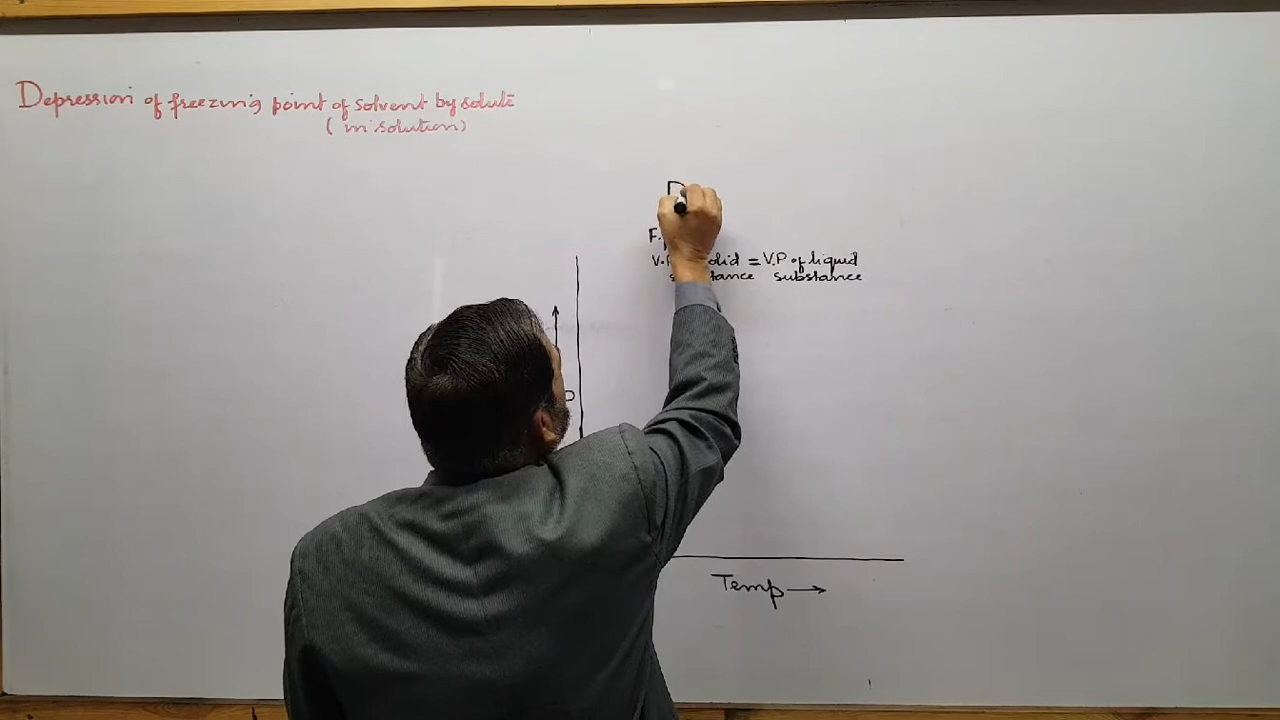 Depression of freezing point of solvent by solute
(in solution)
F.
V.P = V.P of liquid
substance
Temp →